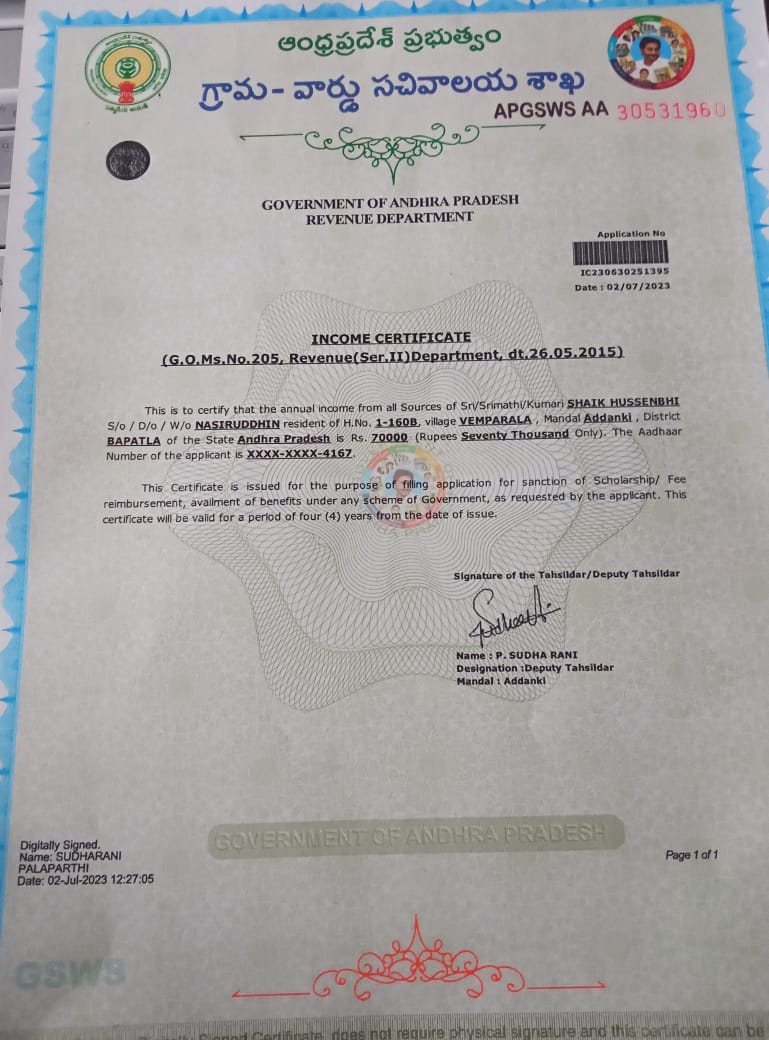 ఆంధ్రప్రదేశ్ ప్రభుత్వం
గ్రామ - వార్డు సచివాలయ శాఖ
APGSWS AA 30531960
GOVERNMENT OF ANDHRA PRADESH
REVENUE DEPARTMENT
Application No
IC230630251395
Date : 02/07/2023
INCOME CERTIFICATE
(G.O.Ms.No.205, Revenue(Ser.II)Department, dt.26.05.2015)
This is to certify that the annual income from all Sources of Sri/Srimathi/Kumari SHAIK HUSSENBHI
S/o / D/o / W/o NASIRUDDHIN resident of H.No. 1-160B, village VEMPARALA , Mandal Addanki , District
BAPATLA of the State Andhra Pradesh is Rs. 70000 (Rupees Seventy Thousand Only). The Aadhaar
Number of the applicant is XXXX-XXXX-4167.
This Certificate is issued for the purpose of filling application for sanction of Scholarship/ Fee
reimbursement, availment of benefits under any scheme of Government, as requested by the applicant. This
certificate will be valid for a period of four (4) years from the date of issue.
Signature of the Tahsildar/Deputy Tahsildar
Name : P. SUDHA RANI
Designation :Deputy Tahsildar
Mandal : Addanki
GOVERNMENT OF ANDHRA PRADESH
Digitally Signed.
Name: SUDHARANI
PALAPARTHI
Date: 02-Jul-2023 12:27:05
Page 1 of 1
GSWS
Signed Certificate, does not require physical signature and this certificate can be